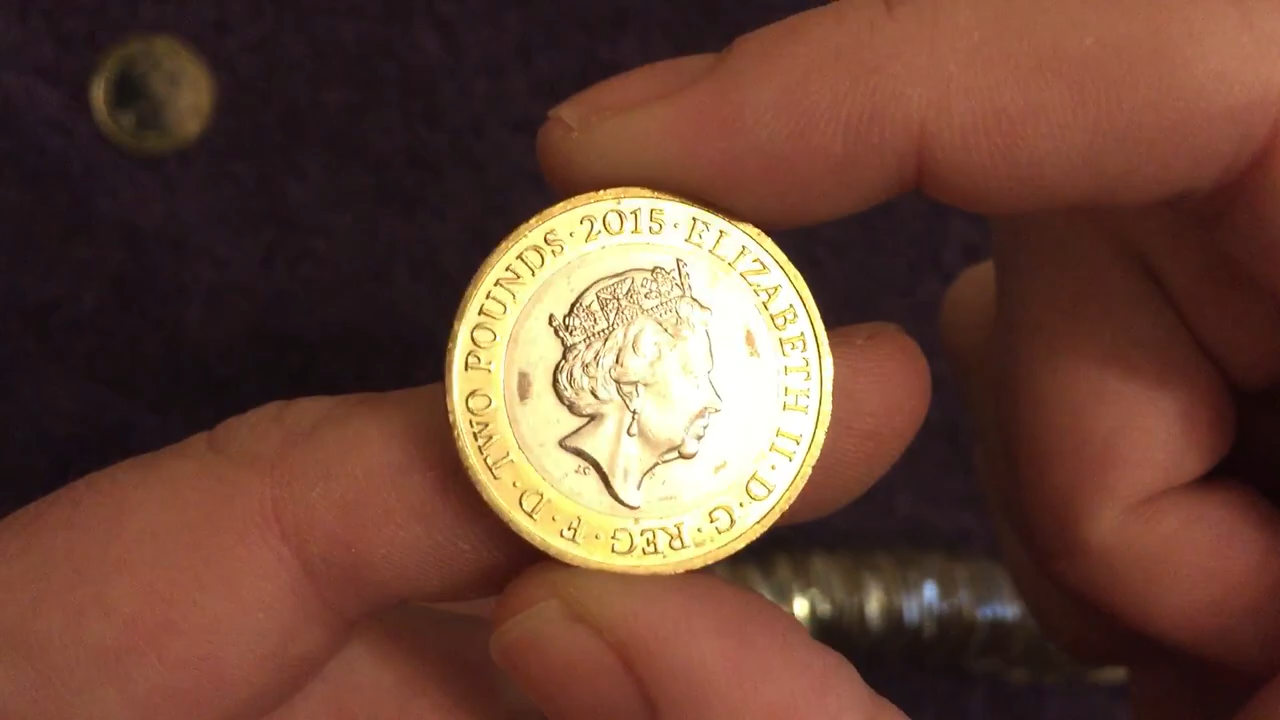 TWO POUNDS · 2015 · ELIZABETH II · D · G · REG · F · D ·